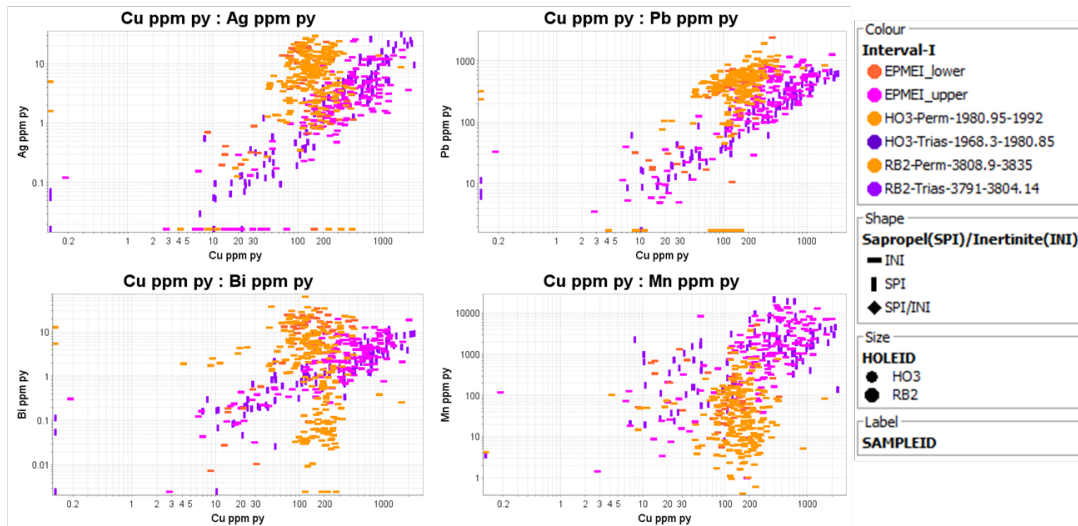 Cu ppm py : Ag ppm py
Ag ppm py
10
1
0.1
0.2 1 2 3 4 5 10 20 30 100 200 1000
Cu ppm py
Cu ppm py : Pb ppm py
Pb ppm py
1000
100
10
0.2 1 2 3 4 5 10 20 30 100 200 1000
Cu ppm py
Cu ppm py : Bi ppm py
Bi ppm py
10
1
0.1
0.01
0.2 1 2 3 4 5 10 20 30 100 200 1000
Cu ppm py
Cu ppm py : Mn ppm py
Mn ppm py
10000
1000
100
10
1
0.2 1 2 3 4 5 10 20 30 100 200 1000
Cu ppm py
Colour
Interval-I
EPMEI_lower
EPMEI_upper
HO3-Perm-1980.95-1992
HO3-Trias-1968.3-1980.85
RB2-Perm-3808.9-3835
RB2-Trias-3791-3804.14
Shape
Sapropel(SPI)/Inertinite(INI)
INI
SPI
SPI/INI
Size
HOLEID
HO3
RB2
Label
SAMPLEID